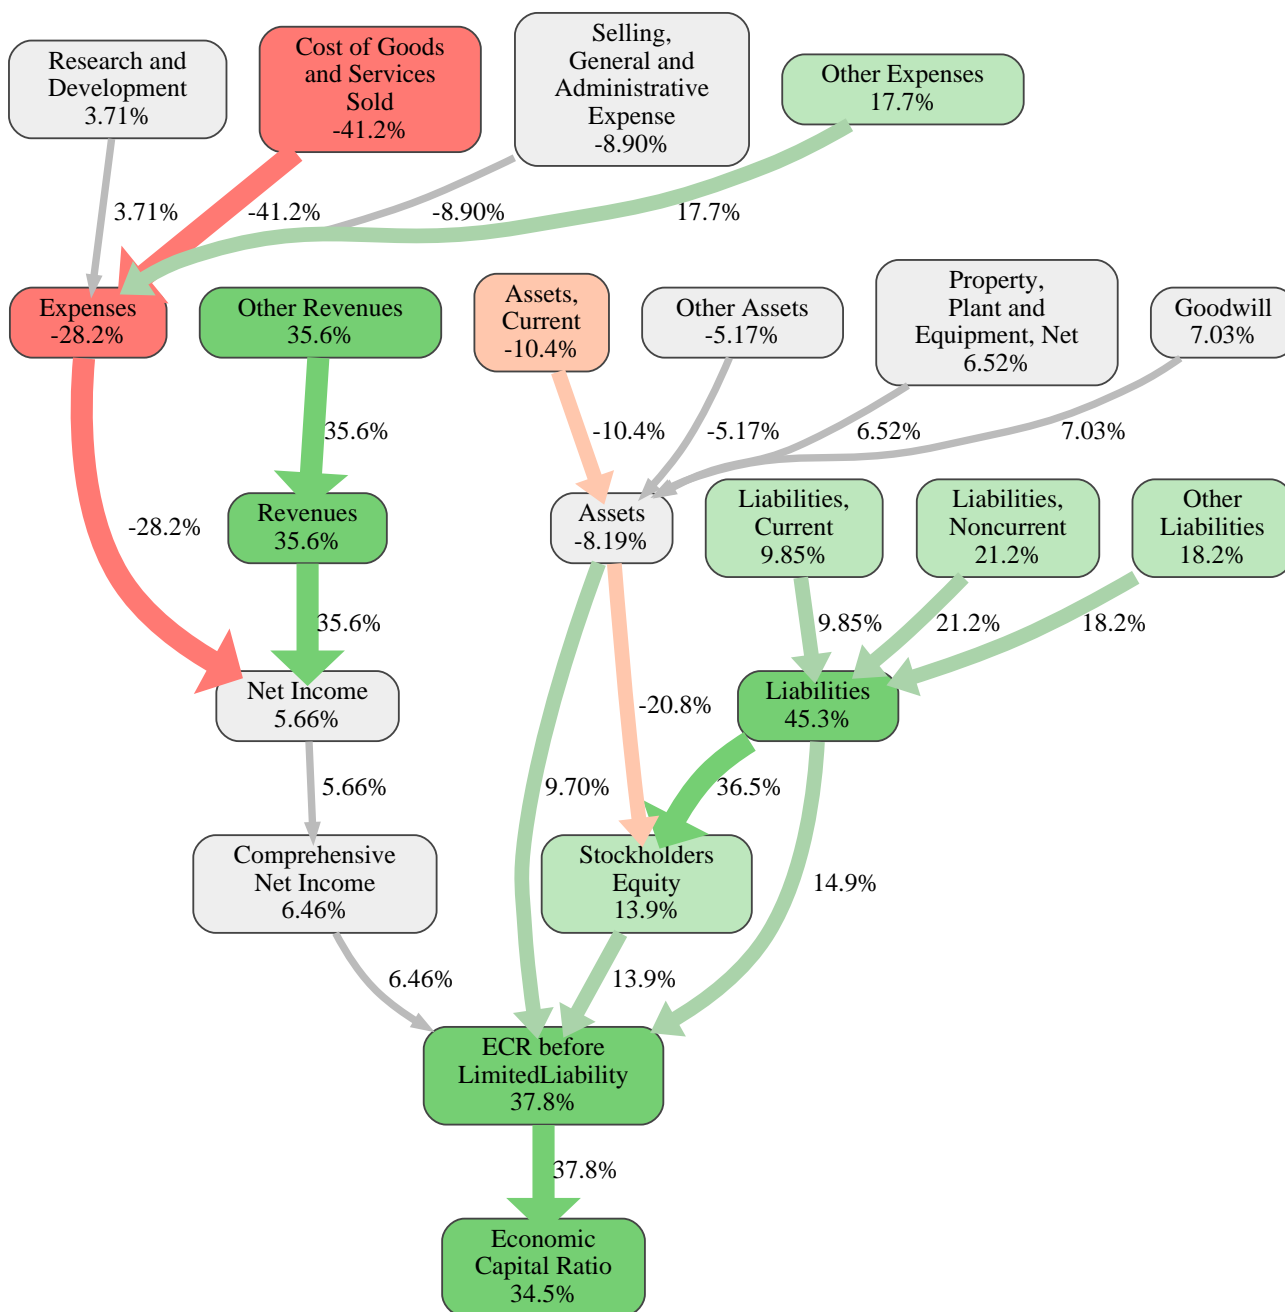 Research and
Development
3.71%
Cost of Goods
and Services
Sold
-41.2%
Selling,
General and
Administrative
Expense
-8.90%
Other Expenses
17.7%
3.71%
-41.2%
-8.90%
17.7%
Expenses
-28.2%
Other Revenues
35.6%
Assets,
Current
-10.4%
Other Assets
-5.17%
Property,
Plant and
Equipment, Net
6.52%
Goodwill
7.03%
35.6%
-10.4%
-5.17%
6.52%
7.03%
Revenues
35.6%
Assets
-8.19%
Liabilities,
Current
9.85%
Liabilities,
Noncurrent
21.2%
Other
Liabilities
18.2%
-28.2%
35.6%
9.85%
21.2%
18.2%
Net Income
5.66%
-20.8%
Liabilities
45.3%
5.66%
9.70%
36.5%
Comprehensive
Net Income
6.46%
Stockholders
Equity
13.9%
14.9%
6.46%
13.9%
ECR before
LimitedLiability
37.8%
37.8%
Economic
Capital Ratio
34.5%